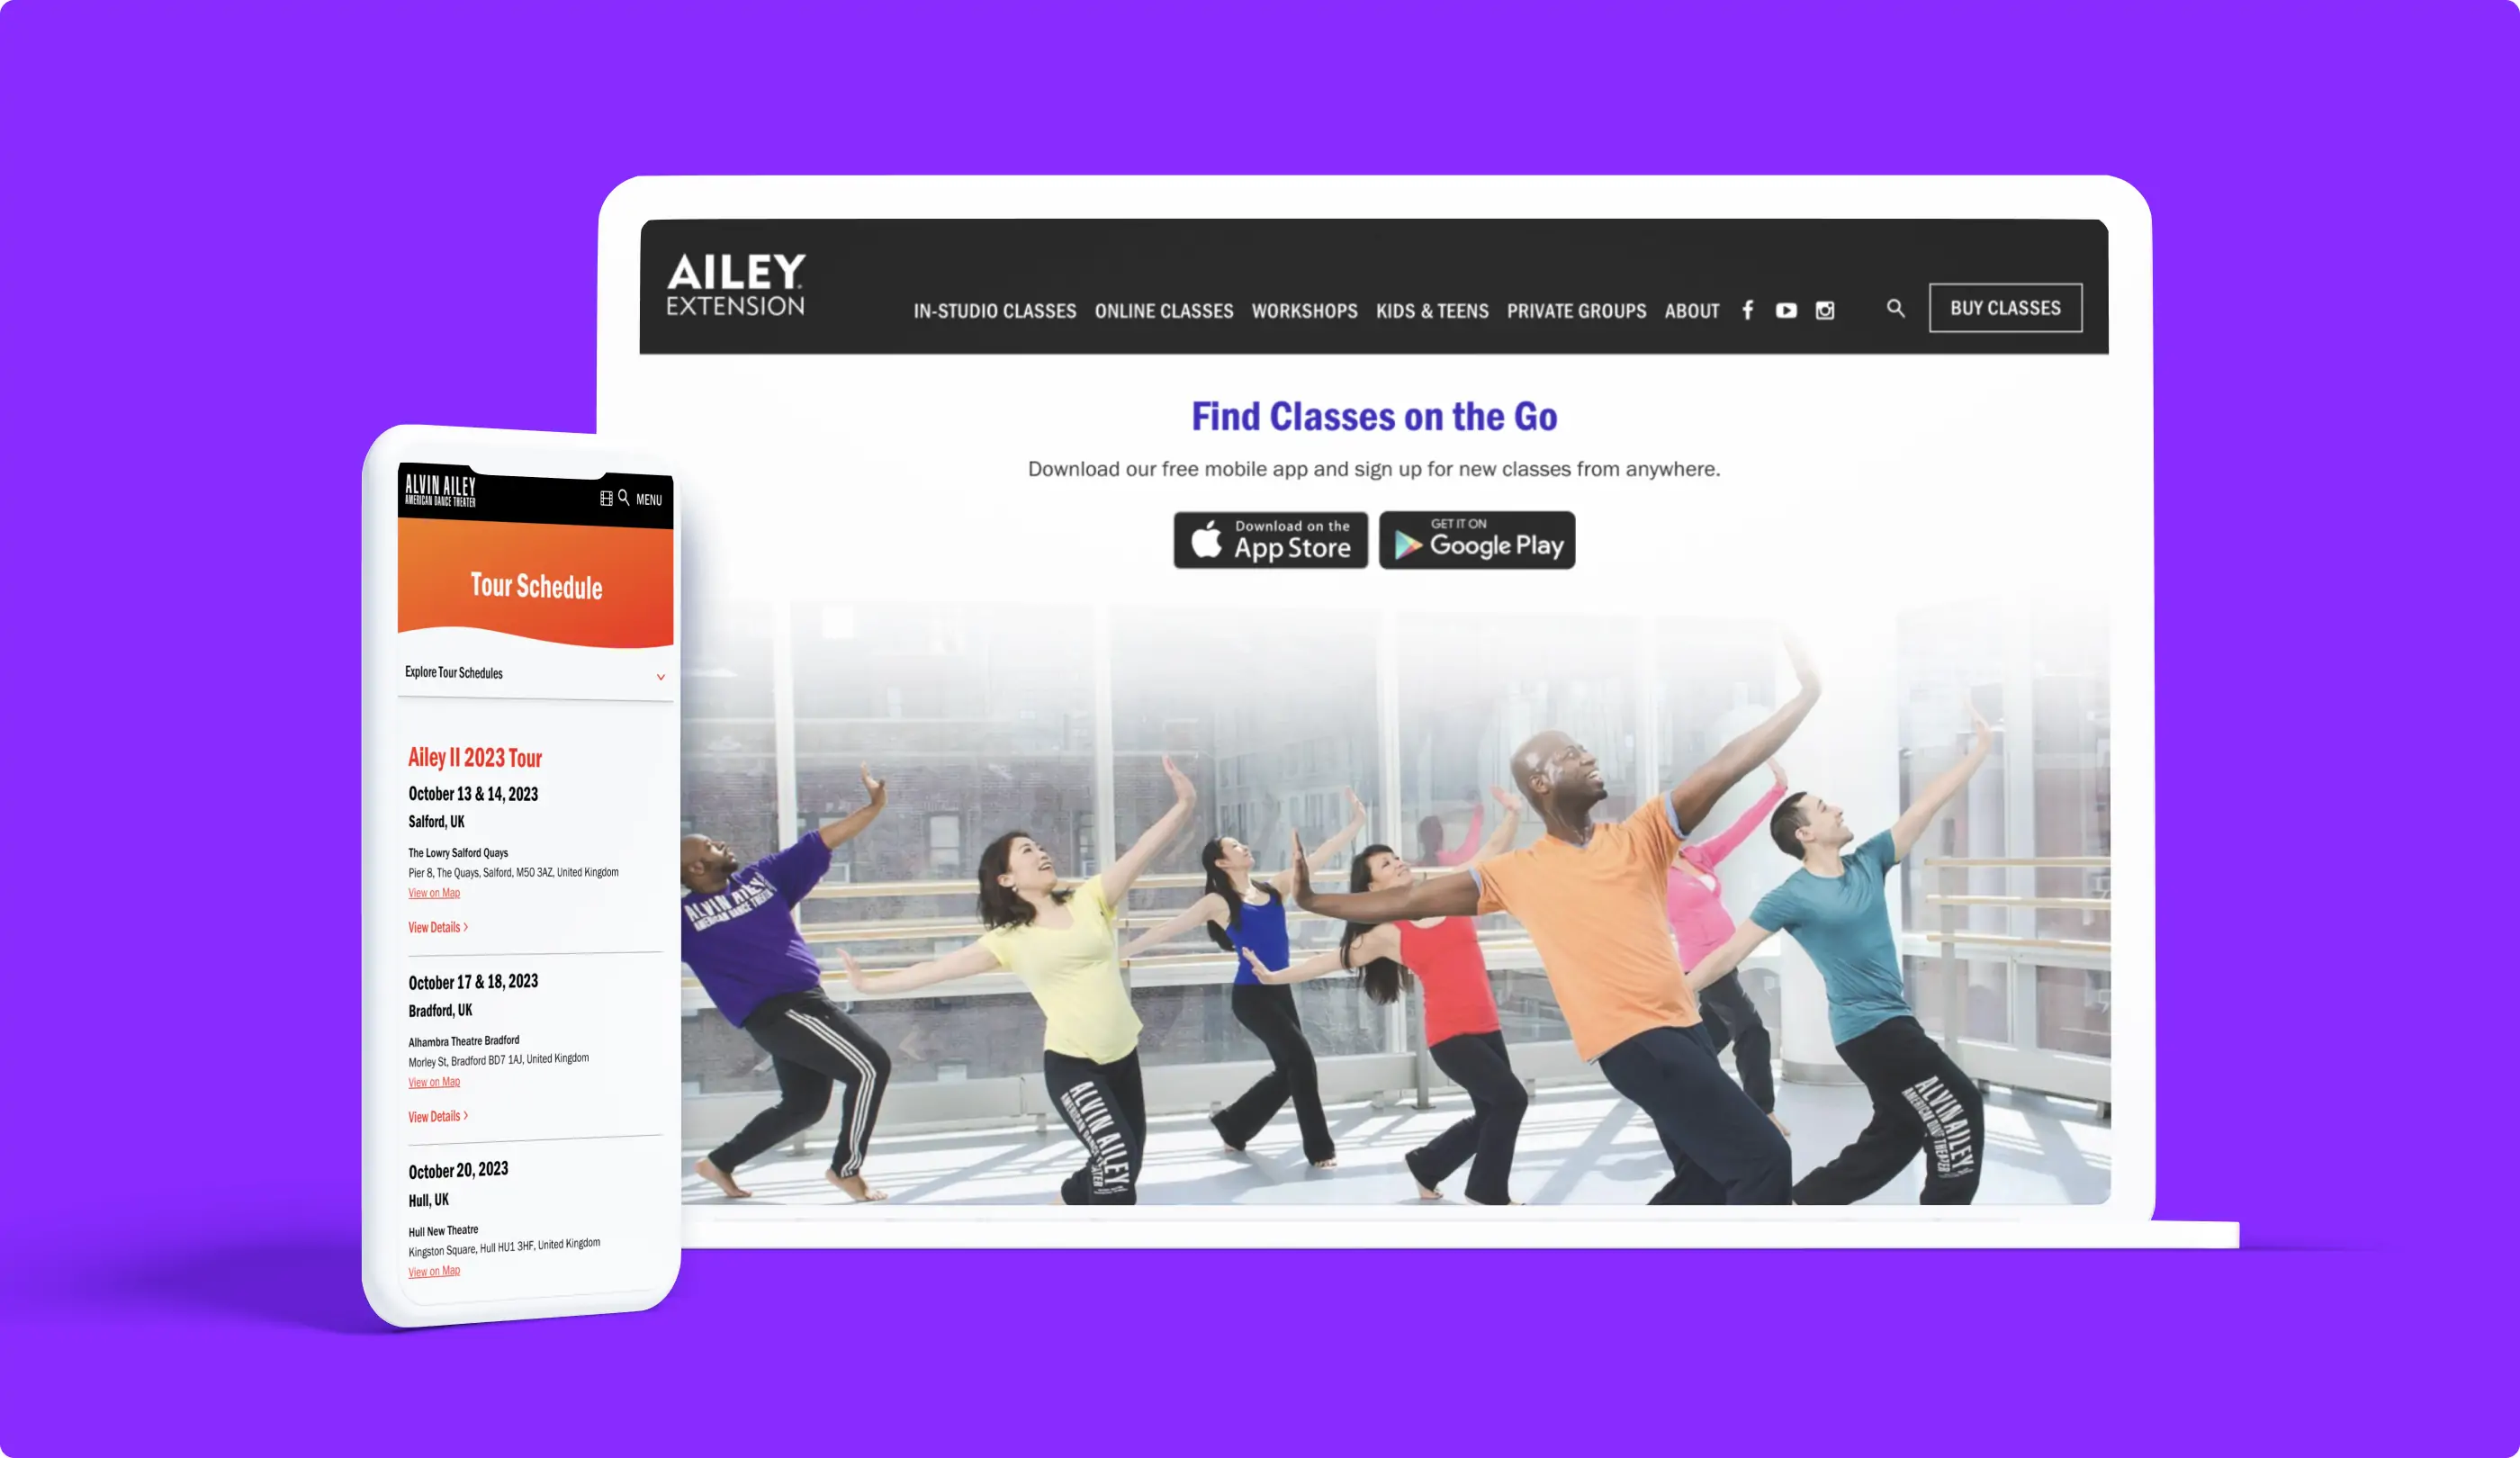 AILEY
EXTENSION
IN-STUDIO CLASSES ONLINE CLASSES WORKSHOPS KIDS & TEENS PRIVATE GROUPS ABOUT
BUY CLASSES
Find Classes on the Go
Download our free mobile app and sign up for new classes from anywhere.
Download on the
App Store
GET IT ON
Google Play
ALVIN AILEY
AMERICAN DANCE THEATER
ALVIN AILEY
AMERICAN DANCE THEATER
ALVIN AILEY
AMERICAN DANCE THEATER
ALVIN AILEY
AMERICAN DANCE THEATER
MENU
Tour Schedule
Explore Tour Schedules
Ailey II 2023 Tour
October 13 & 14, 2023
Salford, UK
The Lowry Salford Quays
Pier 8, The Quays, Salford, M50 3AZ, United Kingdom
View on Map
View Details >
October 17 & 18, 2023
Bradford, UK
Alhambra Theatre Bradford
Morley St, Bradford BD7 1AJ, United Kingdom
View on Map
View Details >
October 20, 2023
Hull, UK
Hull New Theatre
Kingston Square, Hull HU1 3HF, United Kingdom
View on Map